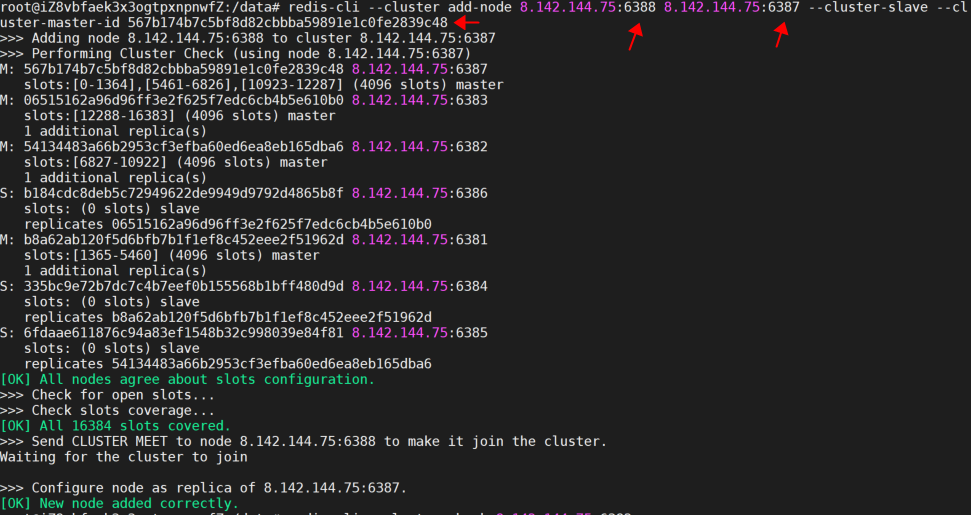 root@iZ8vbfaek3x3ogtpxnpnwfZ:/data# redis-cli --cluster add-node 8.142.144.75:6388 8.142.144.75:6387 --cluster-slave --cl
uster-master-id 567b174b7c5bf8d82cbbba59891e1c0fe2839c48
>>> Adding node 8.142.144.75:6388 to cluster 8.142.144.75:6387
>>> Performing Cluster Check (using node 8.142.144.75:6387)
M: 567b174b7c5bf8d82cbbba59891e1c0fe2839c48 8.142.144.75:6387
   slots:[0-1364],[5461-6826],[10923-12287] (4096 slots) master
M: 06515162a96d96ff3e2f625f7edc6cb4b5e610b0 8.142.144.75:6383
   slots:[12288-16383] (4096 slots) master
   1 additional replica(s)
M: 54134483a66b2953cf3efba60ed6ea8eb165dba6 8.142.144.75:6382
   slots:[6827-10922] (4096 slots) master
   1 additional replica(s)
S: b184cdc8deb5c72949622de9949d9792d4865b8f 8.142.144.75:6386
   slots: (0 slots) slave
   replicates 06515162a96d96ff3e2f625f7edc6cb4b5e610b0
M: b8a62ab120f5d6bfb7b1f1ef8c452eee2f51962d 8.142.144.75:6381
   slots:[1365-5460] (4096 slots) master
   1 additional replica(s)
S: 335bc9e72b7dc7c4b7eef0b155568b1bff480d9d 8.142.144.75:6384
   slots: (0 slots) slave
   replicates b8a62ab120f5d6bfb7b1f1ef8c452eee2f51962d
S: 6fdaae611876c94a83ef1548b32c998039e84f81 8.142.144.75:6385
   slots: (0 slots) slave
   replicates 54134483a66b2953cf3efba60ed6ea8eb165dba6
[OK] All nodes agree about slots configuration.
>>> Check for open slots...
>>> Check slots coverage...
[OK] All 16384 slots covered.
>>> Send CLUSTER MEET to node 8.142.144.75:6388 to make it join the cluster.
Waiting for the cluster to join
>>> Configure node as replica of 8.142.144.75:6387.
[OK] New node added correctly.